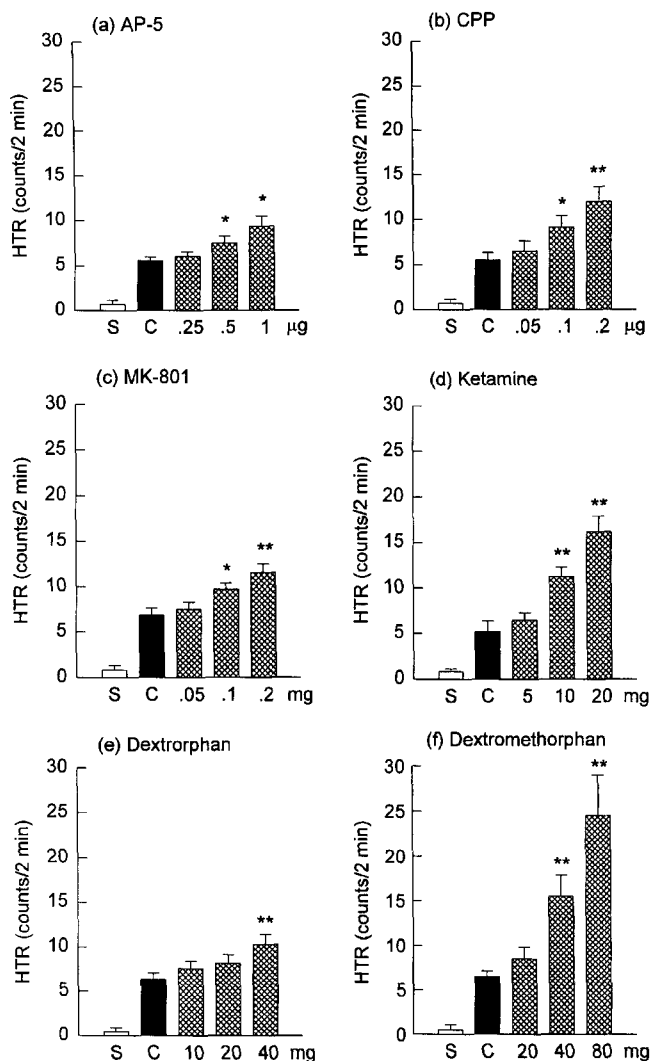 (a) AP-5
HTR (counts/2 min)
30
25
20
15
10
5
0
* *
S C .25 .5 1 μg
(b) CPP
HTR (counts/2 min)
30
25
20
15
10
5
0
* **
S C .05 .1 .2 μg
(c) MK-801
HTR (counts/2 min)
30
25
20
15
10
5
0
* **
S C .05 .1 .2 mg
(d) Ketamine
HTR (counts/2 min)
30
25
20
15
10
5
0
** **
S C 5 10 20 mg
(e) Dextrorphan
HTR (counts/2 min)
30
25
20
15
10
5
0
**
S C 10 20 40 mg
(f) Dextromethorphan
HTR (counts/2 min)
30
25
20
15
10
5
0
**
**
S C 20 40 80 mg